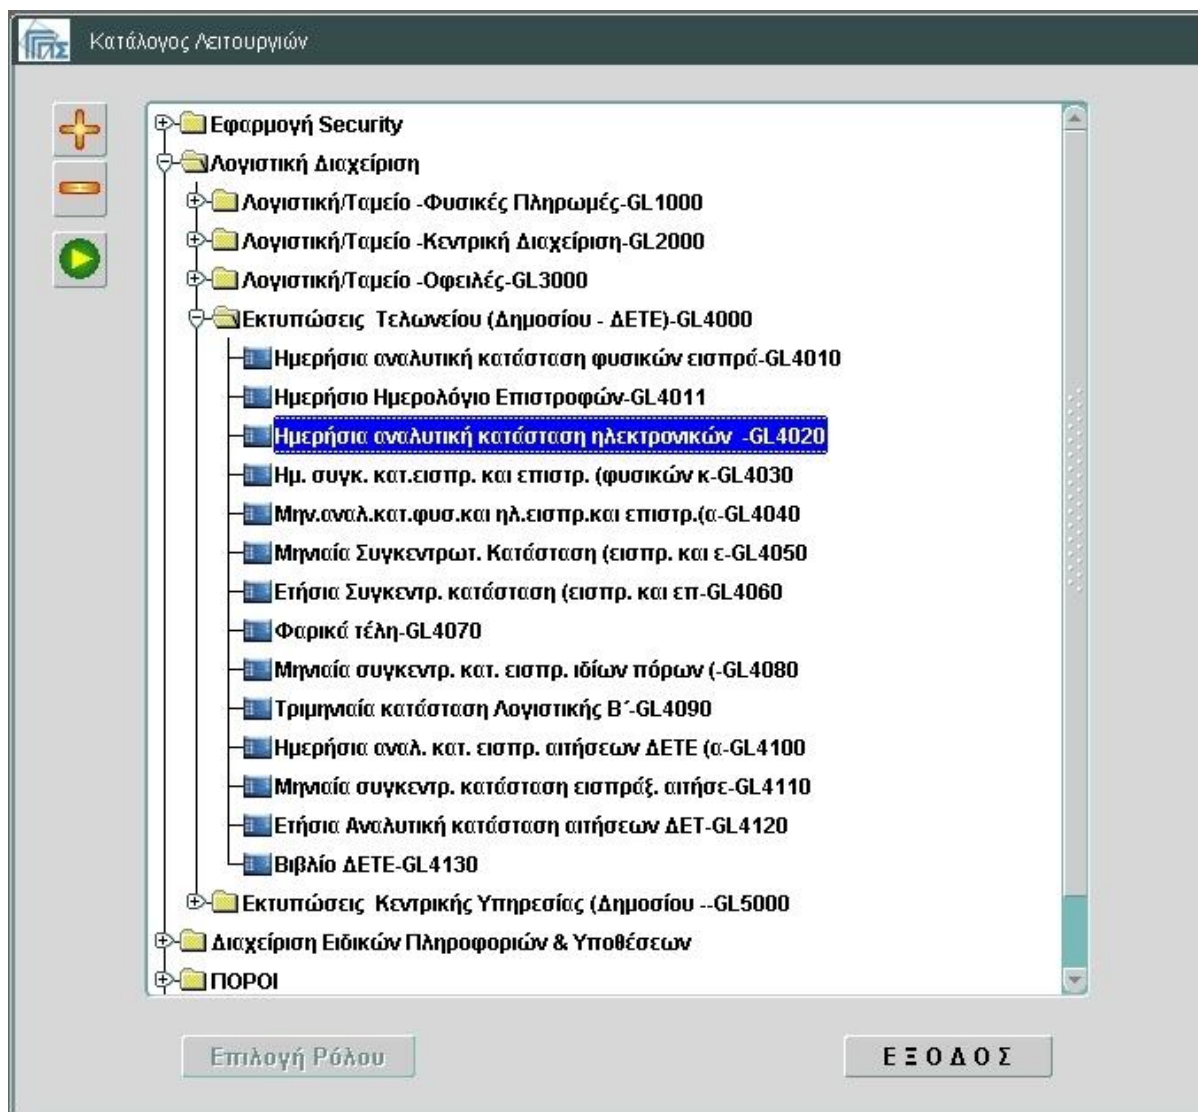 Κατάλογος Λειτουργιών
Εφαρμογή Security
Λογιστική Διαχείριση
Λογιστική/Ταμείο -Φυσικές Πληρωμές-GL1000
Λογιστική/Ταμείο -Κεντρική Διαχείριση-GL2000
Λογιστική/Ταμείο -Οφειλές-GL3000
Εκτυπώσεις Τελωνείου (Δημοσίου - ΔΕΤΕ)-GL4000
Ημερήσια αναλυτική κατάσταση φυσικών εισπρά-GL4010
Ημερήσιο Ημερολόγιο Επιστροφών-GL4011
Ημερήσια αναλυτική κατάσταση ηλεκτρονικών -GL4020
Ημ. συγκ. κατ.εισπρ. και επιστρ. (φυσικών κ-GL4030
Μην.αναλ.κατ.φυσ.και ηλ.εισπρ.και επιστρ.(α-GL4040
Μηνιαία Συγκεντρωτ. Κατάσταση (εισπρ. και ε-GL4050
Ετήσια Συγκεντρ. κατάσταση (εισπρ. και επ-GL4060
Φαρικά τέλη-GL4070
Μηνιαία συγκεντρ. κατ. εισπρ. ιδίων πόρων (-GL4080
Τριμηνιαία κατάσταση Λογιστικής Β΄-GL4090
Ημερήσια αναλ. κατ. εισπρ. αιτήσεων ΔΕΤΕ (α-GL4100
Μηνιαία συγκεντρ. κατάσταση εισπράξ. αιτήσε-GL4110
Ετήσια Αναλυτική κατάσταση αιτήσεων ΔΕΤ-GL4120
Βιβλίο ΔΕΤΕ-GL4130
Εκτυπώσεις Κεντρικής Υπηρεσίας (Δημοσίου --GL5000
Διαχείριση Ειδικών Πληροφοριών & Υποθέσεων
ΠΟΡΟΙ
Επιλογή Ρόλου
ΕΞΟΔΟΣ